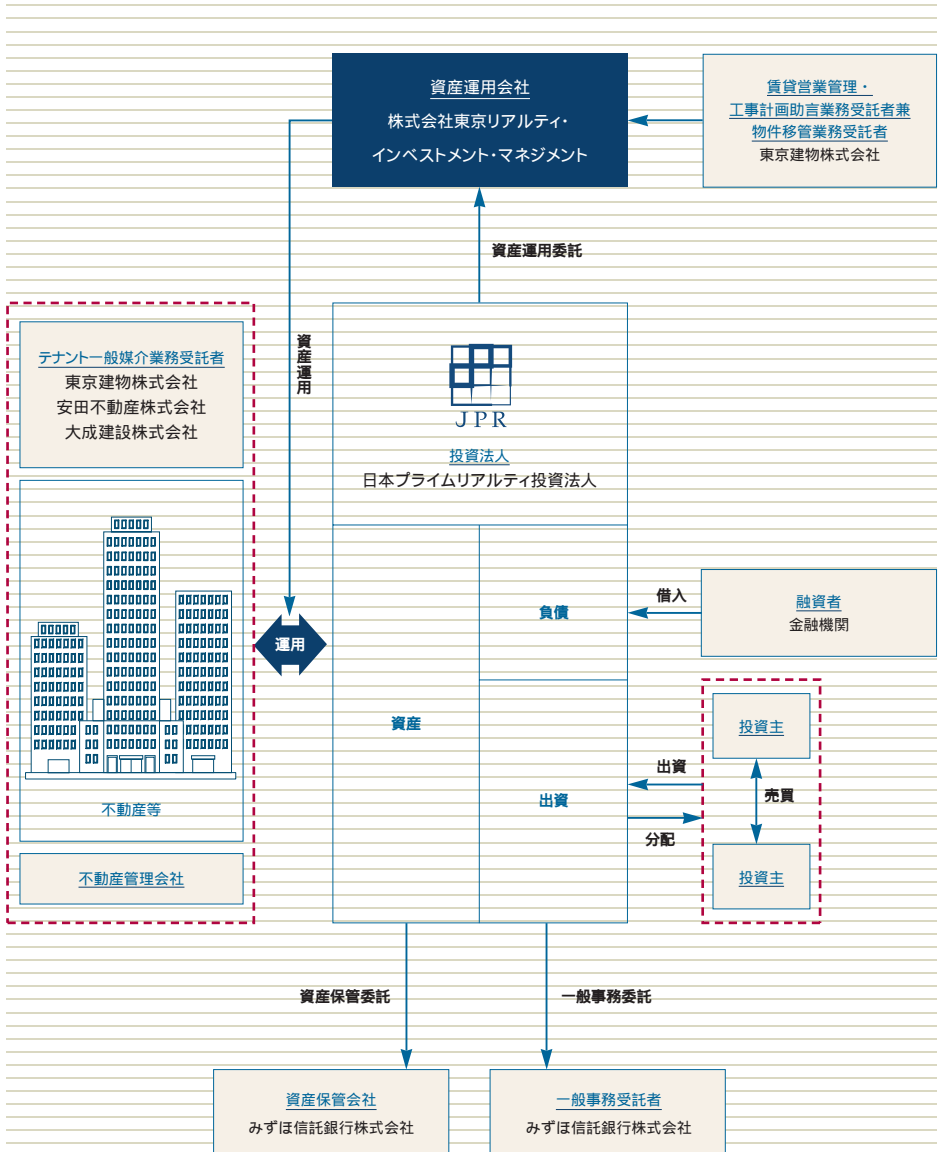 資産運用会社
株式会社東京リアルティ・
インベストメント・マネジメント
賃貸営業管理・
工事計画助言業務受託者兼
物件移管業務受託者
東京建物株式会社
資産運用委託
資産運用
テナント一般媒介業務受託者
東京建物株式会社
安田不動産株式会社
大成建設株式会社
JPR
投資法人
日本プライムリアルティ投資法人
運用
不動産等
不動産管理会社
資産
負債
出資
借入
融資者
金融機関
出資
分配
投資主
売買
投資主
資産保管委託
一般事務委託
資産保管会社
みずほ信託銀行株式会社
一般事務受託者
みずほ信託銀行株式会社